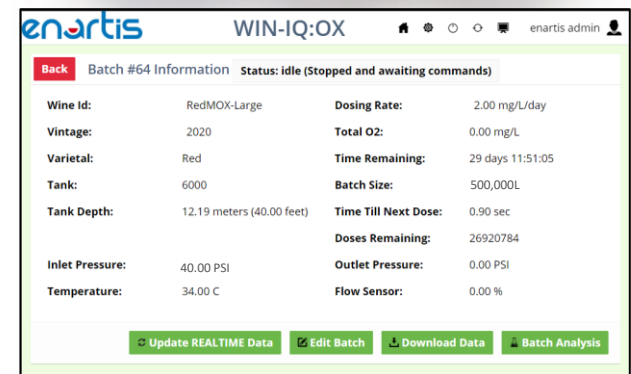 enartis WIN-IQ:OX enartis admin
Back Batch #64 Information Status: idle (Stopped and awaiting commands)
Wine Id: RedMOX-Large Dosing Rate: 2.00 mg/L/day
Vintage: 2020 Total O2: 0.00 mg/L
Varietal: Red Time Remaining: 29 days 11:51:05
Tank: 6000 Batch Size: 500,000L
Tank Depth: 12.19 meters (40.00 feet) Time Till Next Dose: 0.90 sec
Doses Remaining: 26920784
Inlet Pressure: 40.00 PSI Outlet Pressure: 0.00 PSI
Temperature: 34.00 C Flow Sensor: 0.00 %
Update REALTIME Data Edit Batch Download Data Batch Analysis